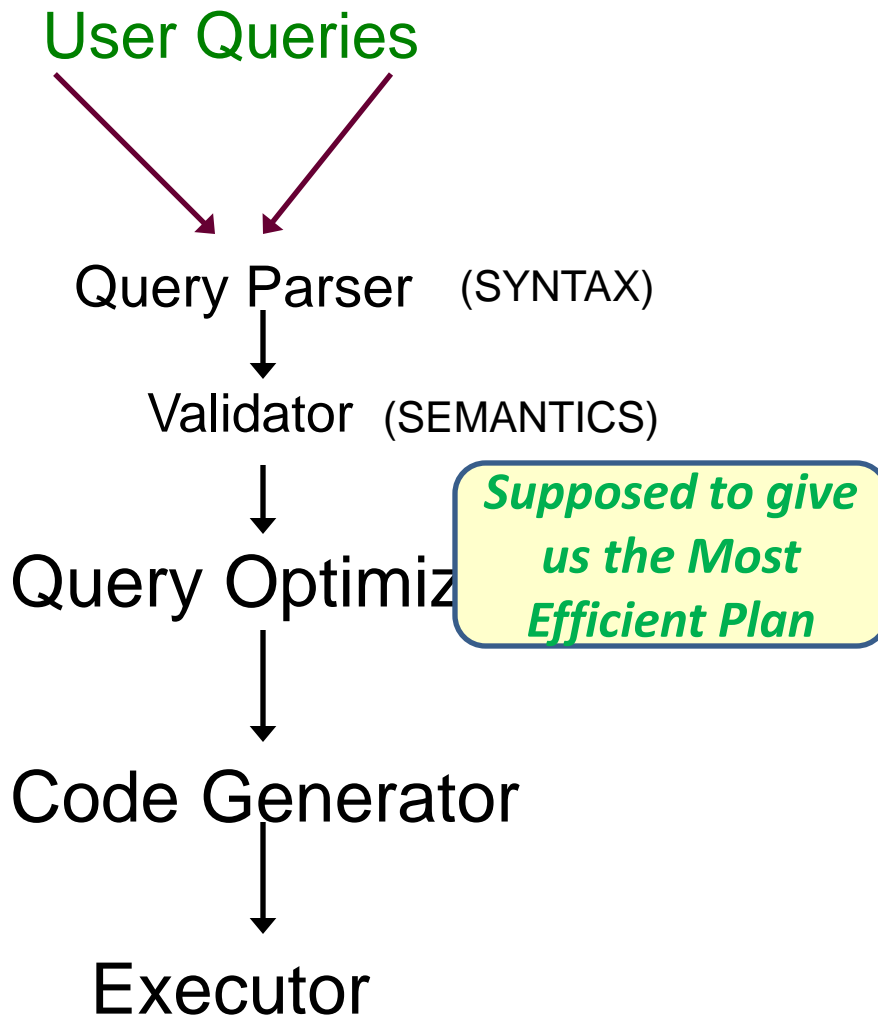 User Queries
Query Parser (SYNTAX)
Validator (SEMANTICS)
Supposed to give
us the Most
Efficient Plan
Query Optimiz
Code Generator
Executor